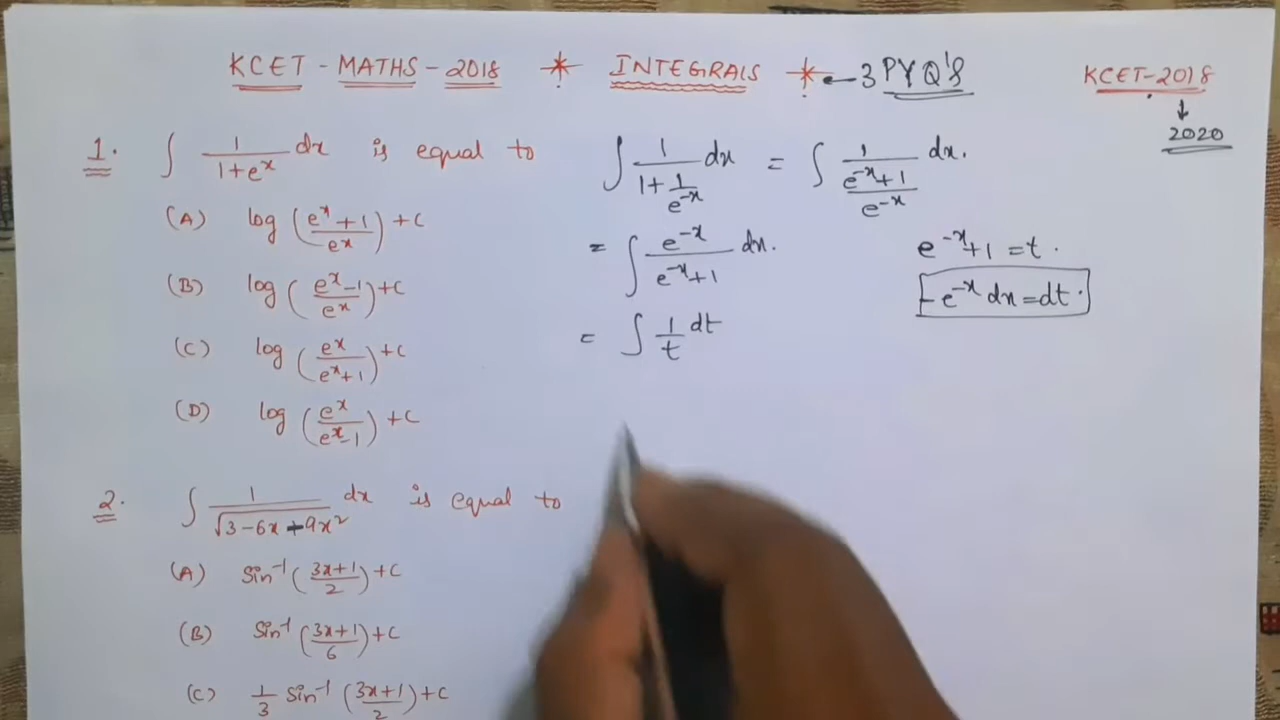 KCET - MATHS - 2018 * INTEGRALS * ← 3 PYQ'S
KCET-2018
↓
2020
1. ∫ 1/(1+e^x) dx is equal to
(A) log ((e^x+1)/e^x) + C
(B) log ((e^x-1)/e^x) + C
(C) log (e^x/(e^x+1)) + C
(D) log (e^x/(e^x-1)) + C
∫ 1/(1+1/e^-x) dx = ∫ 1/((e^-x+1)/e^-x) dx.
= ∫ e^-x/(e^-x+1) dx.
= ∫ 1/t dt
e^-x+1 = t.
-e^-x dx = dt.
2. ∫ 1/√(3-6x-9x²) dx is equal to
(A) Sin^-1 ((3x+1)/2) + C
(B) Sin^-1 ((3x+1)/6) + C
(C) 1/3 Sin^-1 ((3x+1)/2) + C